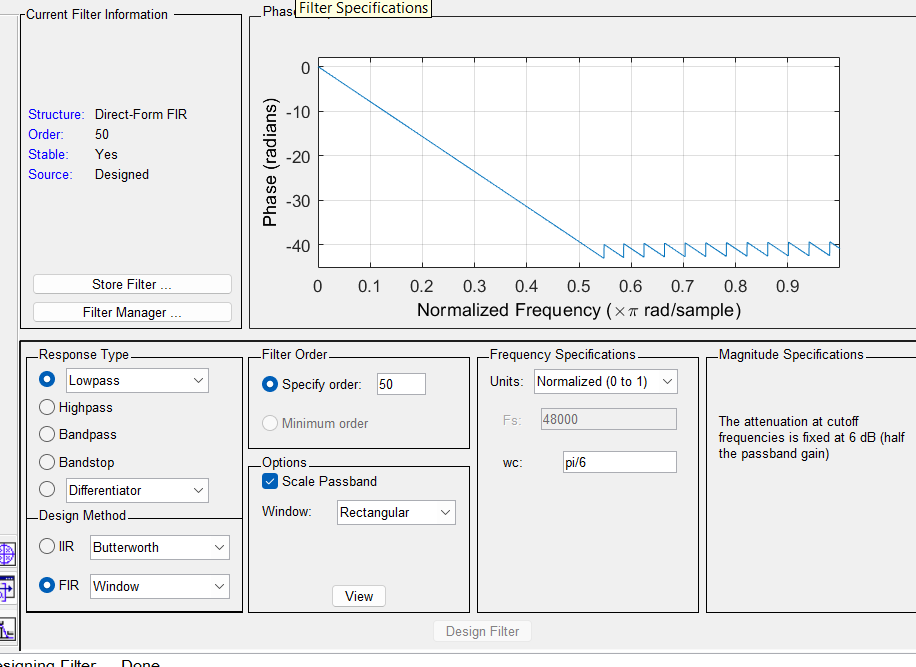 Current Filter Information
Phas
Filter Specifications
Structure: Direct-Form FIR
Order: 50
Stable: Yes
Source: Designed
Store Filter ...
Filter Manager ...
Phase (radians)
0
-10
-20
-30
-40
0 0.1 0.2 0.3 0.4 0.5 0.6 0.7 0.8 0.9
Normalized Frequency (×π rad/sample)
Response Type
Lowpass
Highpass
Bandpass
Bandstop
Differentiator
Design Method
IIR Butterworth
FIR Window
Filter Order
Specify order: 50
Minimum order
Options
Scale Passband
Window: Rectangular
View
Frequency Specifications
Units: Normalized (0 to 1)
Fs: 48000
wc: pi/6
Magnitude Specifications
The attenuation at cutoff
frequencies is fixed at 6 dB (half
the passband gain)
Design Filter
esigning Filter ... Done